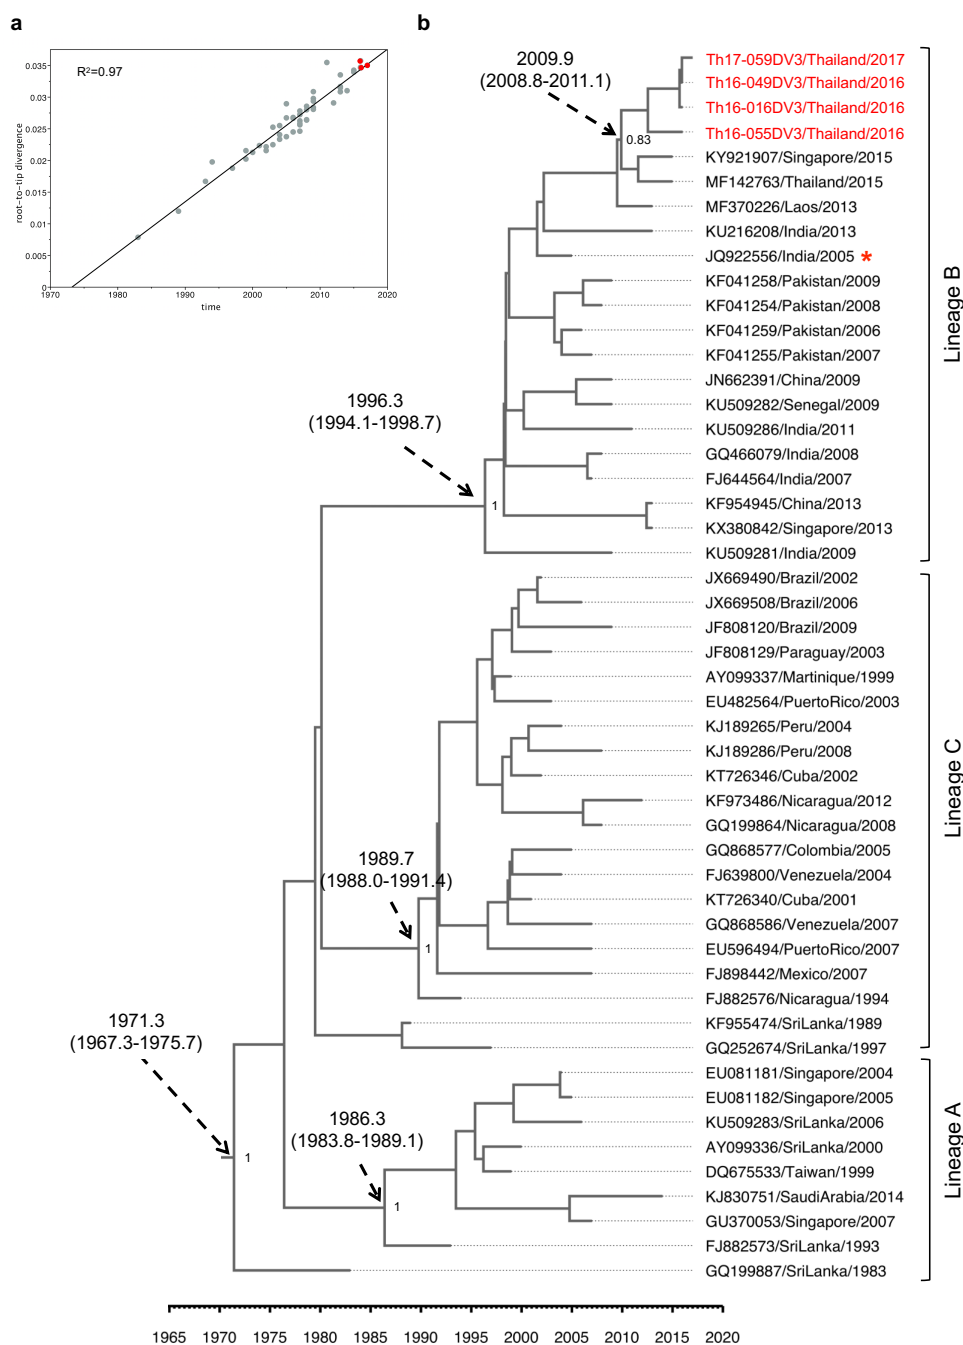 a
R²=0.97
root-to-tip divergence
0.035
0.03
0.025
0.02
0.015
0.01
0.005
0
1970 1980 1990 2000 2010 2020
time
b
2009.9
(2008.8-2011.1)
0.83
1996.3
(1994.1-1998.7)
1
1989.7
(1988.0-1991.4)
1
1971.3
(1967.3-1975.7)
1
1986.3
(1983.8-1989.1)
1
Th17-059DV3/Thailand/2017
Th16-049DV3/Thailand/2016
Th16-016DV3/Thailand/2016
Th16-055DV3/Thailand/2016
KY921907/Singapore/2015
MF142763/Thailand/2015
MF370226/Laos/2013
KU216208/India/2013
JQ922556/India/2005 *
KF041258/Pakistan/2009
KF041254/Pakistan/2008
KF041259/Pakistan/2006
KF041255/Pakistan/2007
JN662391/China/2009
KU509282/Senegal/2009
KU509286/India/2011
GQ466079/India/2008
FJ644564/India/2007
KF954945/China/2013
KX380842/Singapore/2013
KU509281/India/2009
JX669490/Brazil/2002
JX669508/Brazil/2006
JF808120/Brazil/2009
JF808129/Paraguay/2003
AY099337/Martinique/1999
EU482564/PuertoRico/2003
KJ189265/Peru/2004
KJ189286/Peru/2008
KT726346/Cuba/2002
KF973486/Nicaragua/2012
GQ199864/Nicaragua/2008
GQ868577/Colombia/2005
FJ639800/Venezuela/2004
KT726340/Cuba/2001
GQ868586/Venezuela/2007
EU596494/PuertoRico/2007
FJ898442/Mexico/2007
FJ882576/Nicaragua/1994
KF955474/SriLanka/1989
GQ252674/SriLanka/1997
EU081181/Singapore/2004
EU081182/Singapore/2005
KU509283/SriLanka/2006
AY099336/SriLanka/2000
DQ675533/Taiwan/1999
KJ830751/SaudiArabia/2014
GU370053/Singapore/2007
FJ882573/SriLanka/1993
GQ199887/SriLanka/1983
Lineage B
Lineage C
Lineage A
1965 1970 1975 1980 1985 1990 1995 2000 2005 2010 2015 2020